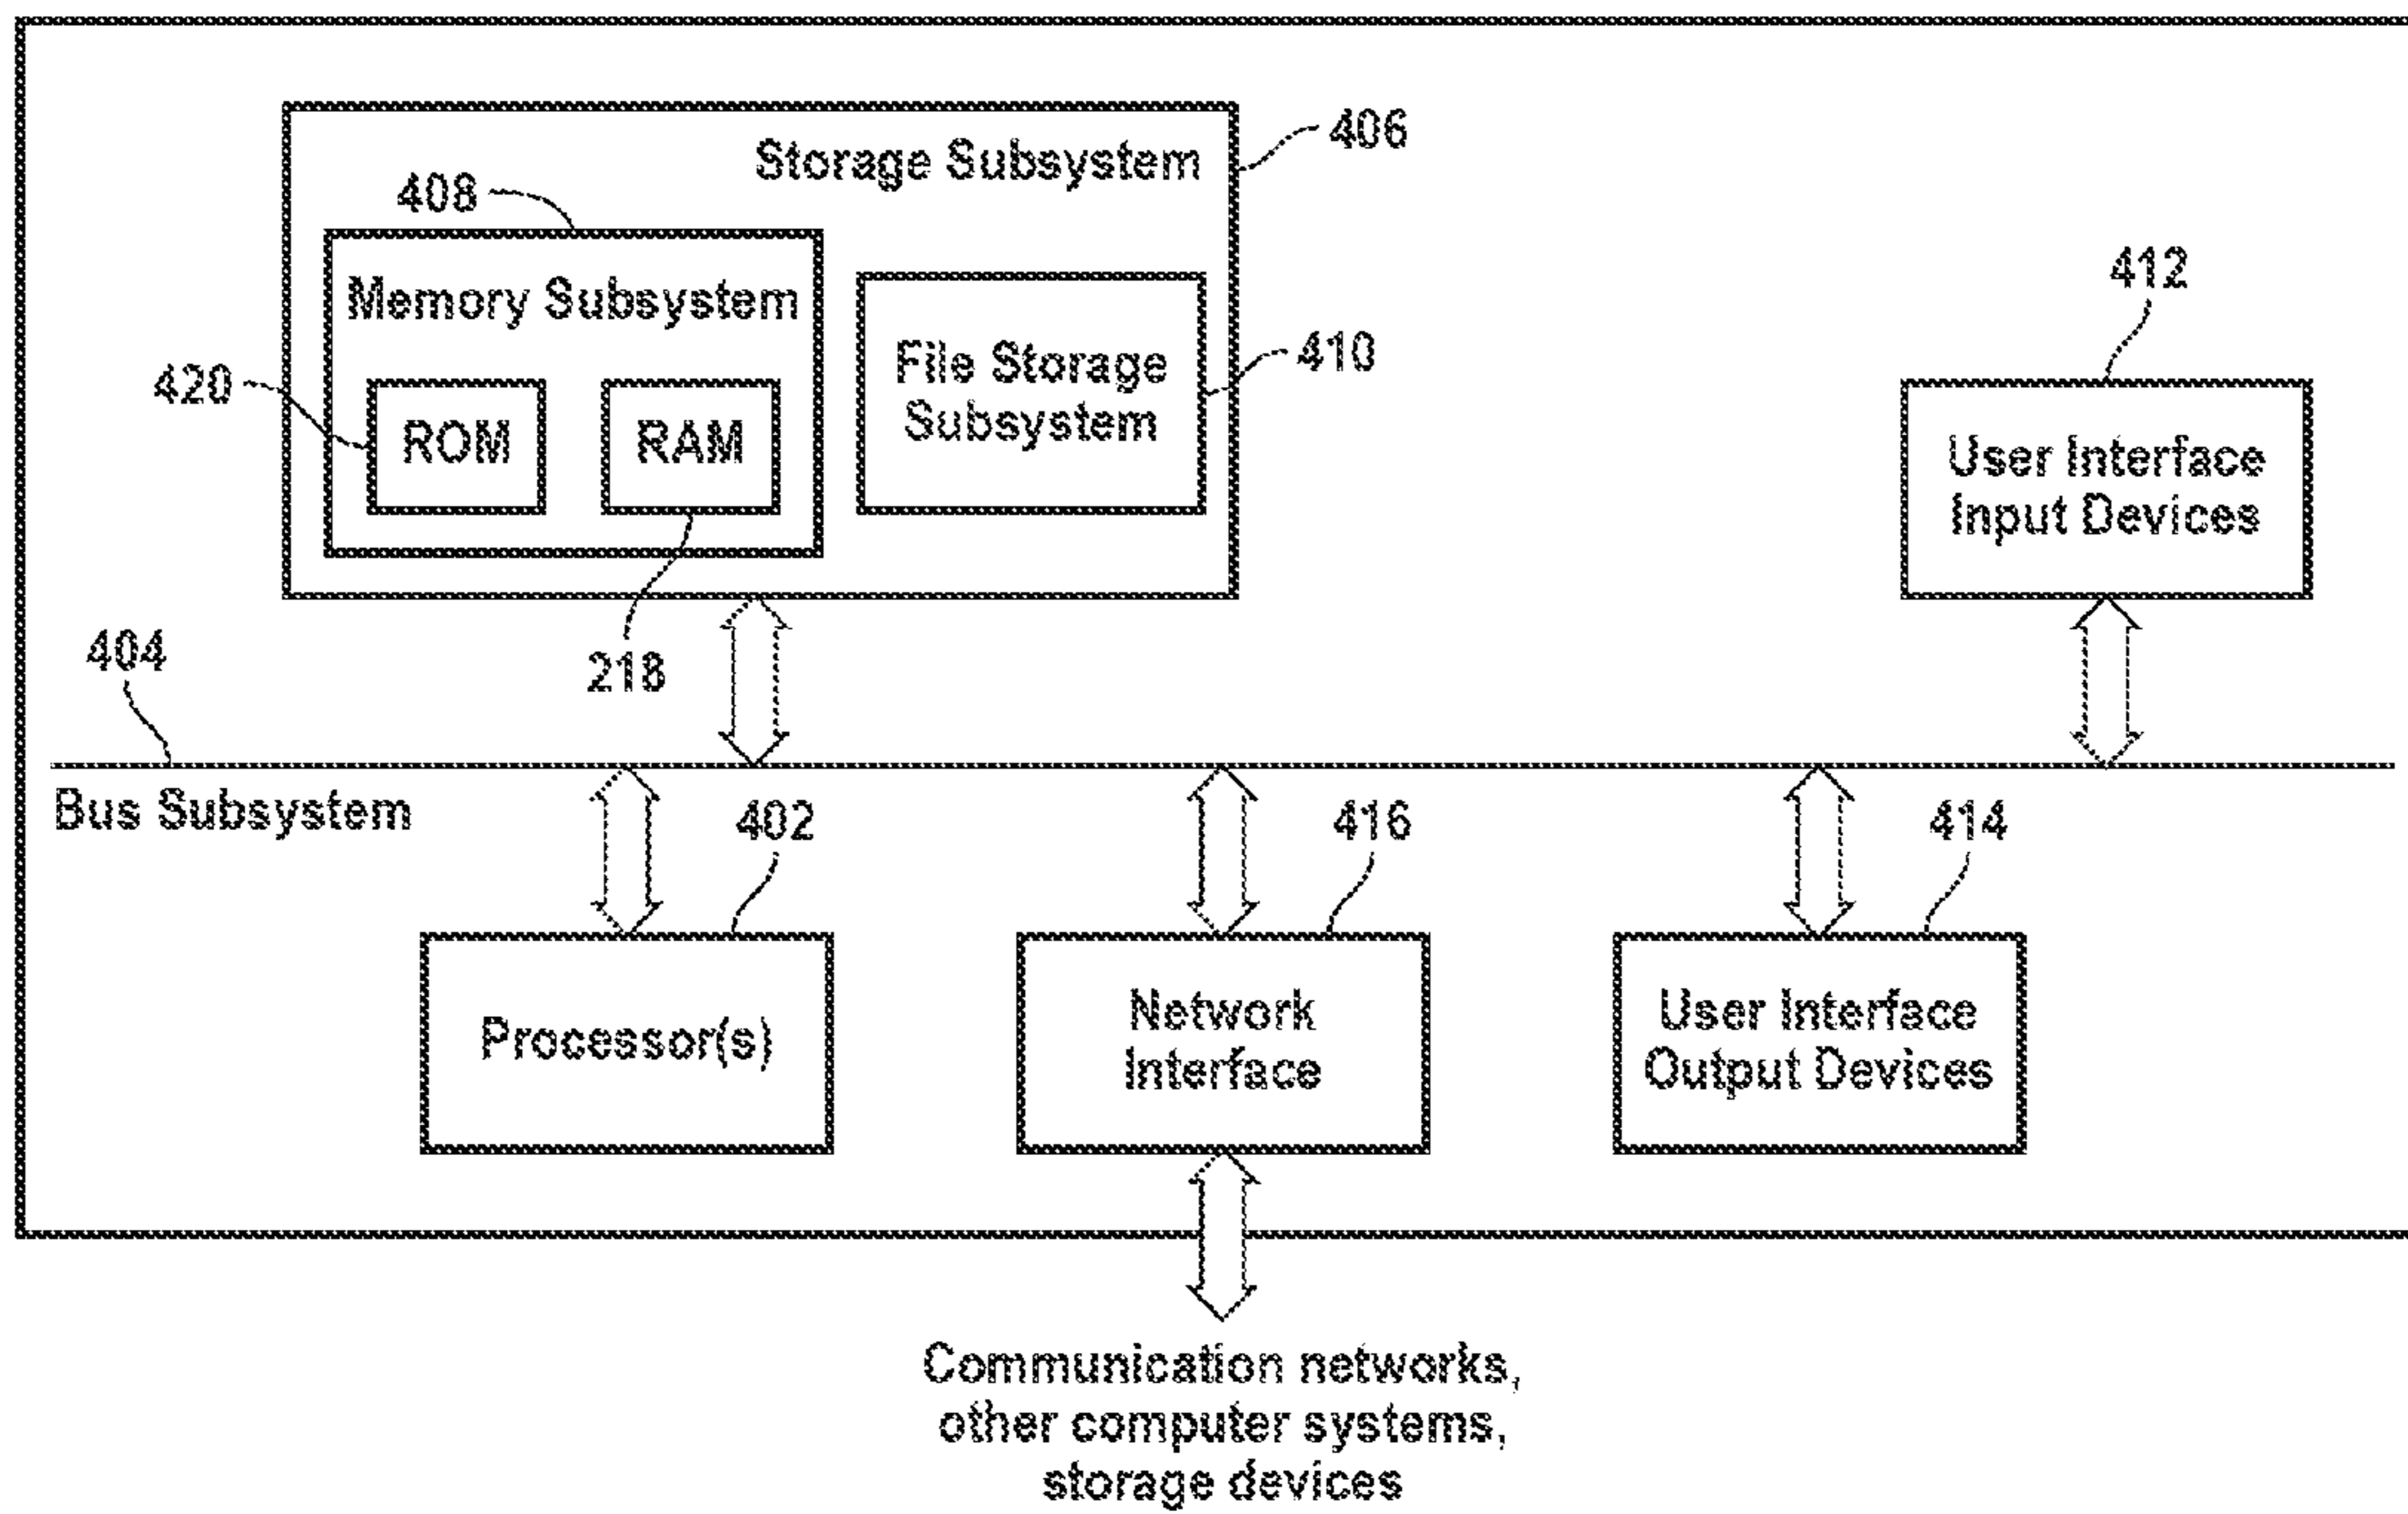 406
Storage Subsystem
408
Memory Subsystem
412
File Storage
Subsystem
410
420
ROM
RAM
User Interface
Input Devices
404
218
Bus Subsystem
402
416
414
Processor(s)
Network
Interface
User Interface
Output Devices
Communication networks,
other computer systems,
storage devices